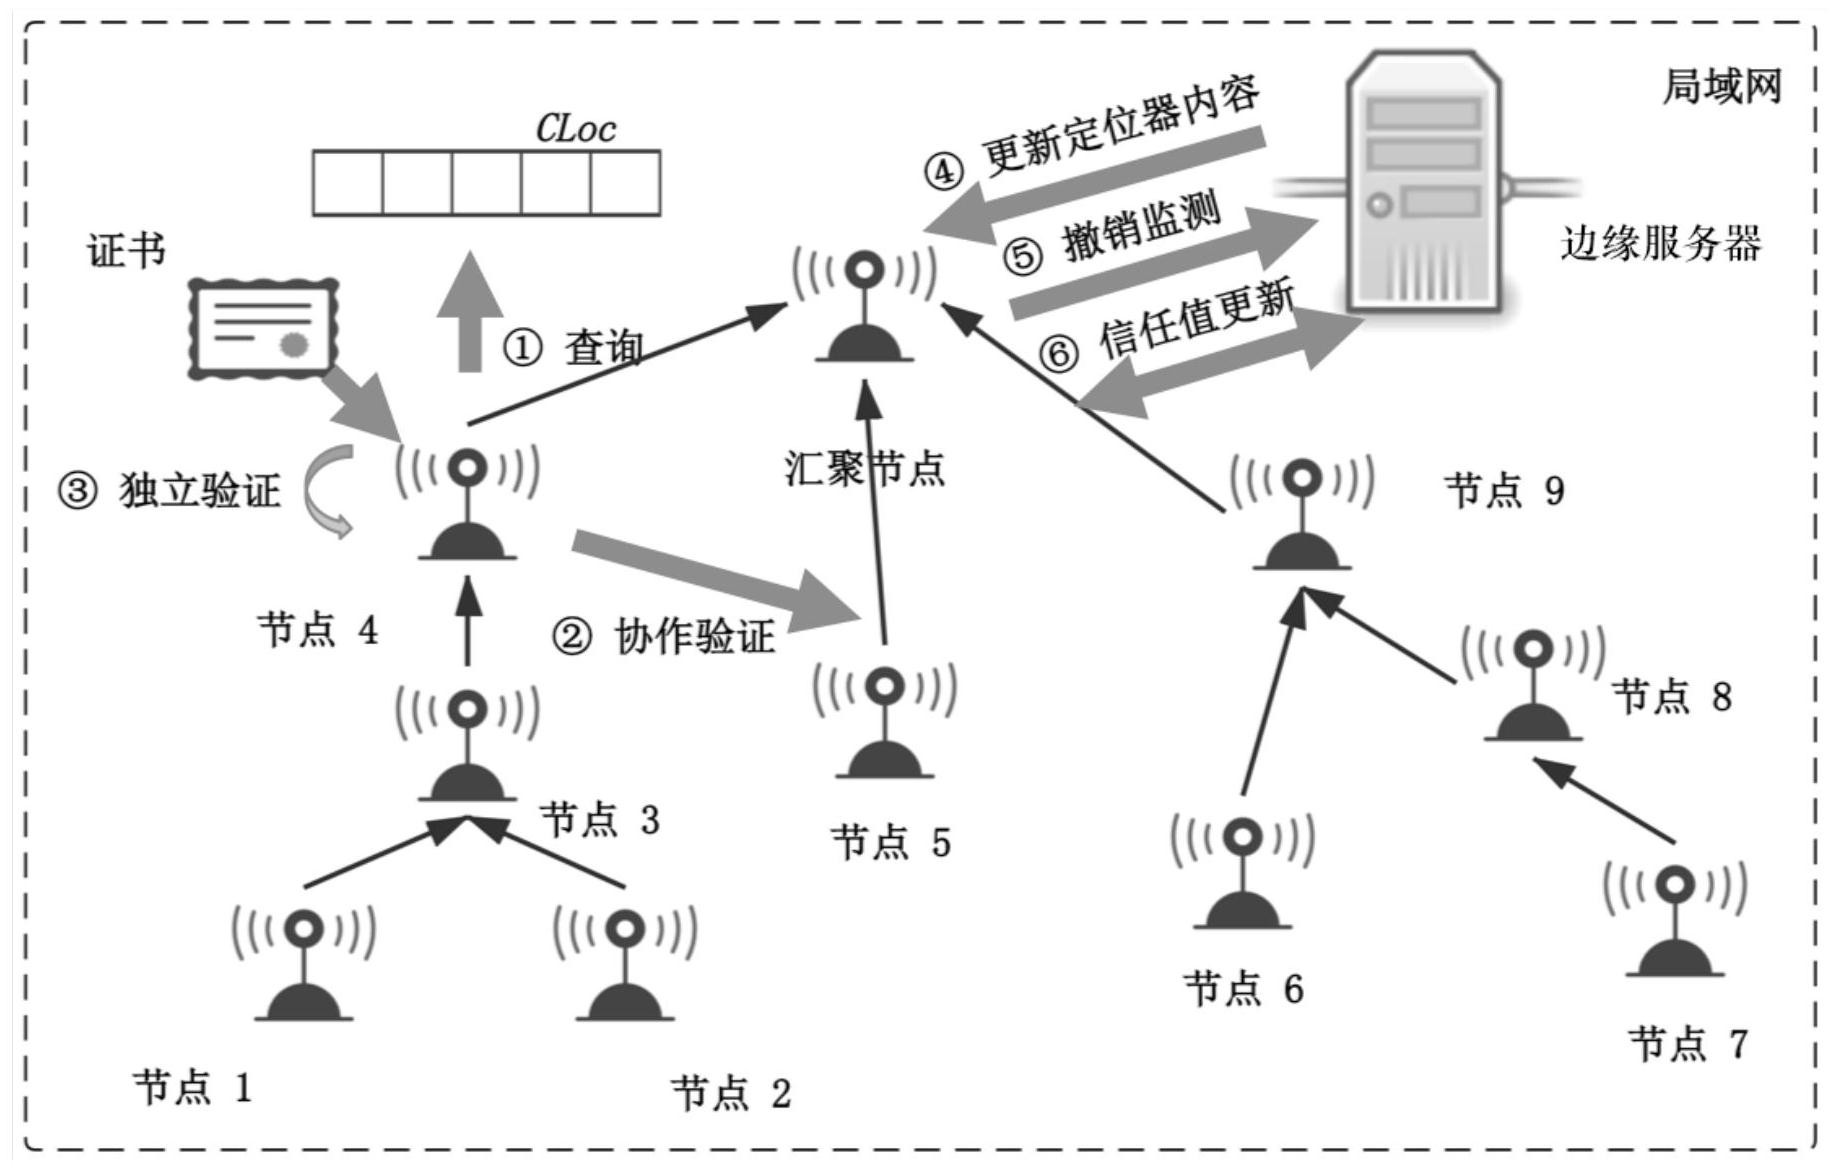 局域网
CLoc
④ 更新定位器内容
证书
⑤ 撤销监测
边缘服务器
① 查询
⑥ 信任值更新
汇聚节点
③ 独立验证
节点 9
节点 4
② 协作验证
节点 8
节点 3
节点 5
节点 6
节点 7
节点 1
节点 2